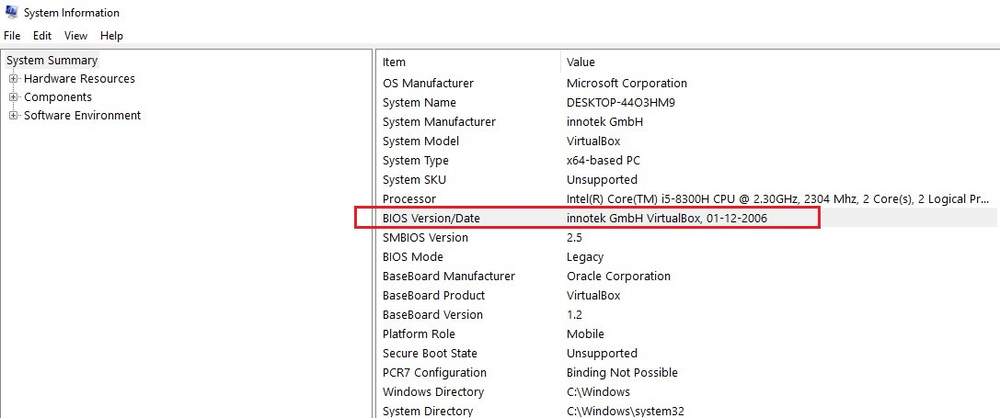 System Information
File Edit View Help
System Summary
Hardware Resources
Components
Software Environment
Item Value
OS Manufacturer Microsoft Corporation
System Name DESKTOP-44O3HM9
System Manufacturer innotek GmbH
System Model VirtualBox
System Type x64-based PC
System SKU Unsupported
Processor Intel(R) Core(TM) i5-8300H CPU @ 2.30GHz, 2304 Mhz, 2 Core(s), 2 Logical Pr...
BIOS Version/Date innotek GmbH VirtualBox, 01-12-2006
SMBIOS Version 2.5
BIOS Mode Legacy
BaseBoard Manufacturer Oracle Corporation
BaseBoard Product VirtualBox
BaseBoard Version 1.2
Platform Role Mobile
Secure Boot State Unsupported
PCR7 Configuration Binding Not Possible
Windows Directory C:\Windows
System Directory C:\Windows\system32